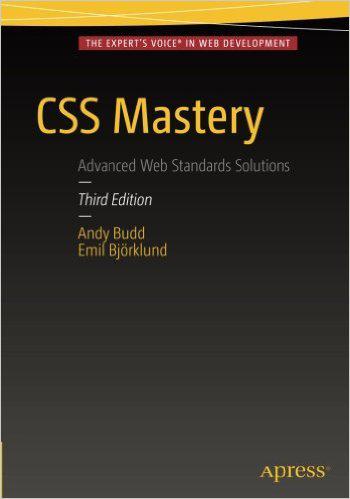 THE EXPERT'S VOICE® IN WEB DEVELOPMENT
CSS Mastery
Advanced Web Standards Solutions
—
Third Edition
—
Andy Budd
Emil Björklund
Apress®